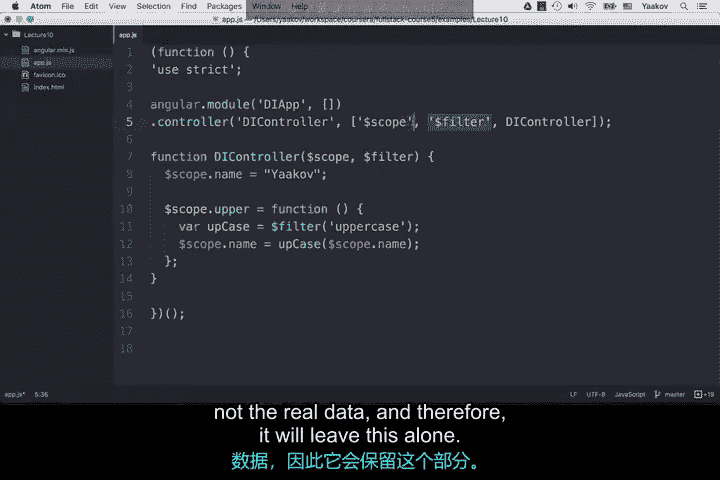 Atom File Edit View Selection Find Packages Window Help Yaakov
app.js — /Users/yaakov/workspace/coursera/fullstack-course5/examples/Lecture10
Lecture10
angular.min.js
app.js
favicon.ico
index.html
app.js
1 (function () {
2 'use strict';
3
4 angular.module('DIApp', [])
5 .controller('DIController', ['$scope', '$filter', DIController]);
6
7 function DIController($scope, $filter) {
8 $scope.name = "Yaakov";
9
10 $scope.upper = function () {
11 var upCase = $filter('uppercase');
12 $scope.name = upCase($scope.name);
13 };
14 }
15
16 })();
17
18
app.js* 5:36 LF UTF-8 JavaScript master +19
not the real data, and therefore,
it will leave this alone.
数据，因此它会保留这个部分。